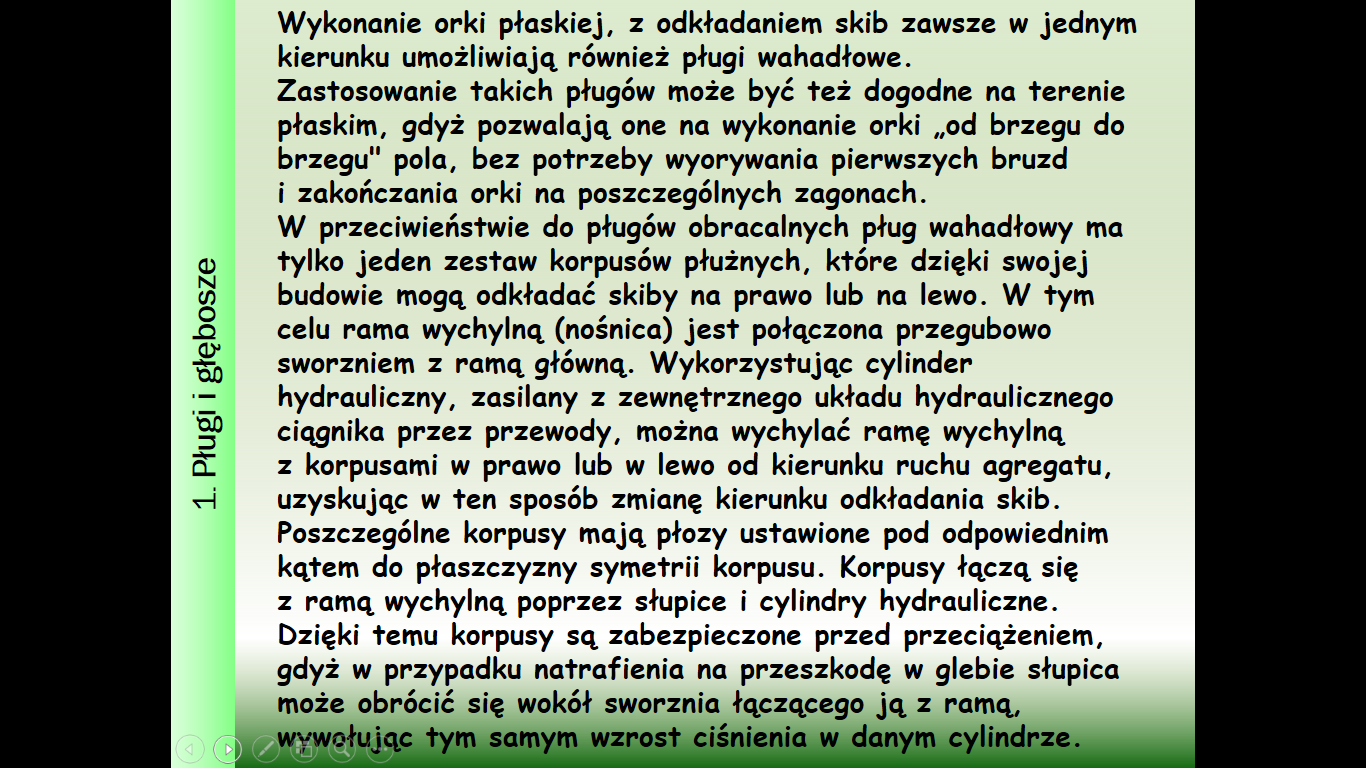 1. Pługi i głębosze
Wykonanie orki płaskiej, z odkładaniem skib zawsze w jednym
kierunku umożliwiają również pługi wahadłowe.
Zastosowanie takich pługów może być też dogodne na terenie
płaskim, gdyż pozwalają one na wykonanie orki „od brzegu do
brzegu" pola, bez potrzeby wyorywania pierwszych bruzd
i zakończania orki na poszczególnych zagonach.
W przeciwieństwie do pługów obracalnych pług wahadłowy ma
tylko jeden zestaw korpusów płużnych, które dzięki swojej
budowie mogą odkładać skiby na prawo lub na lewo. W tym
celu rama wychylną (nośnica) jest połączona przegubowo
sworzniem z ramą główną. Wykorzystując cylinder
hydrauliczny, zasilany z zewnętrznego układu hydraulicznego
ciągnika przez przewody, można wychylać ramę wychylną
z korpusami w prawo lub w lewo od kierunku ruchu agregatu,
uzyskując w ten sposób zmianę kierunku odkładania skib.
Poszczególne korpusy mają płozy ustawione pod odpowiednim
kątem do płaszczyzny symetrii korpusu. Korpusy łączą się
z ramą wychylną poprzez słupice i cylindry hydrauliczne.
Dzięki temu korpusy są zabezpieczone przed przeciążeniem,
gdyż w przypadku natrafienia na przeszkodę w glebie słupica
może obrócić się wokół sworznia łączącego ją z ramą,
wywałując tym samym wzrost ciśnienia w danym cylindrze.